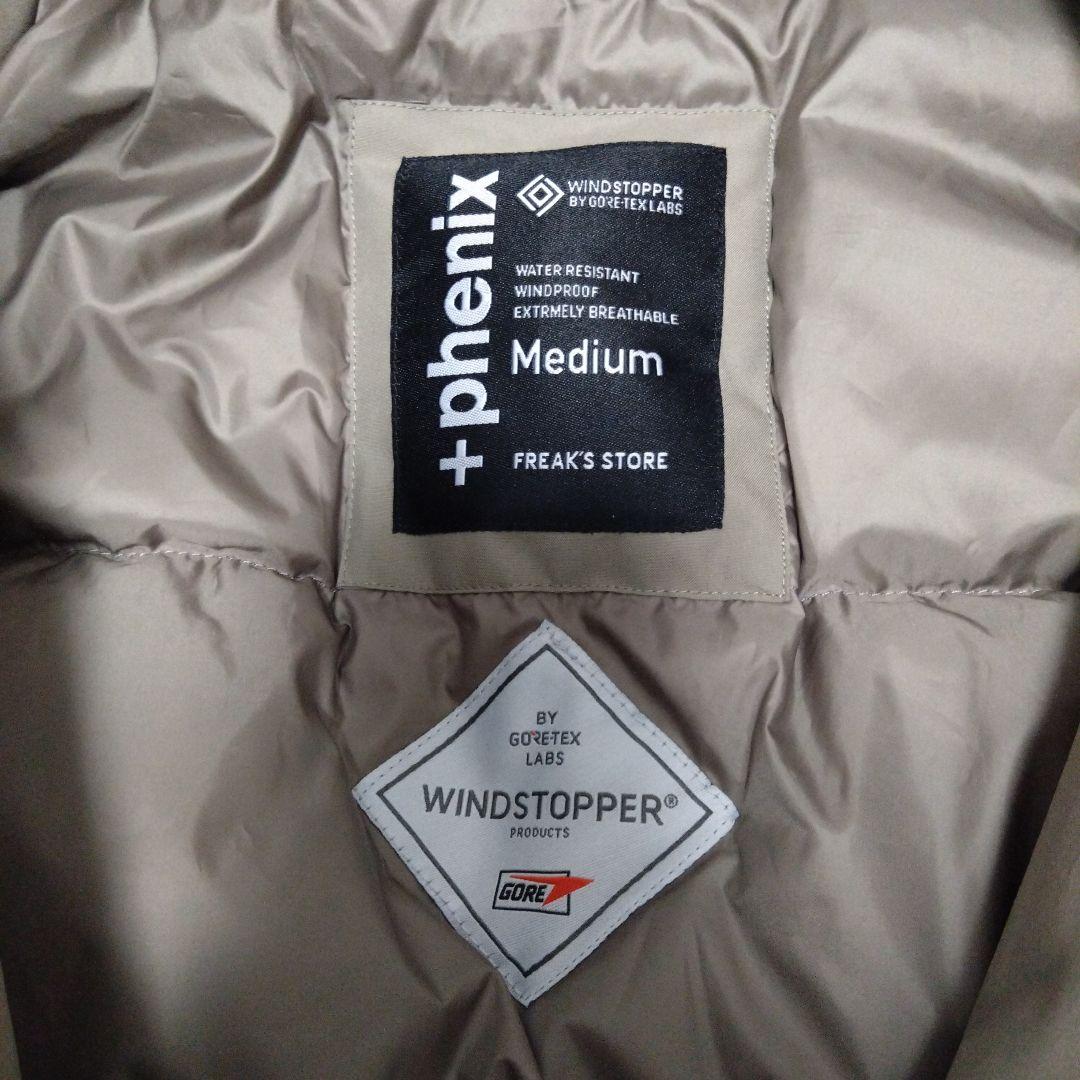 +phenix
WINDSTOPPER
BY GORE-TEX LABS
WATER RESISTANT
WINDPROOF
EXTRMELY BREATHABLE
Medium
FREAK'S STORE
BY
GORE-TEX
LABS
WINDSTOPPER®
PRODUCTS
GORE